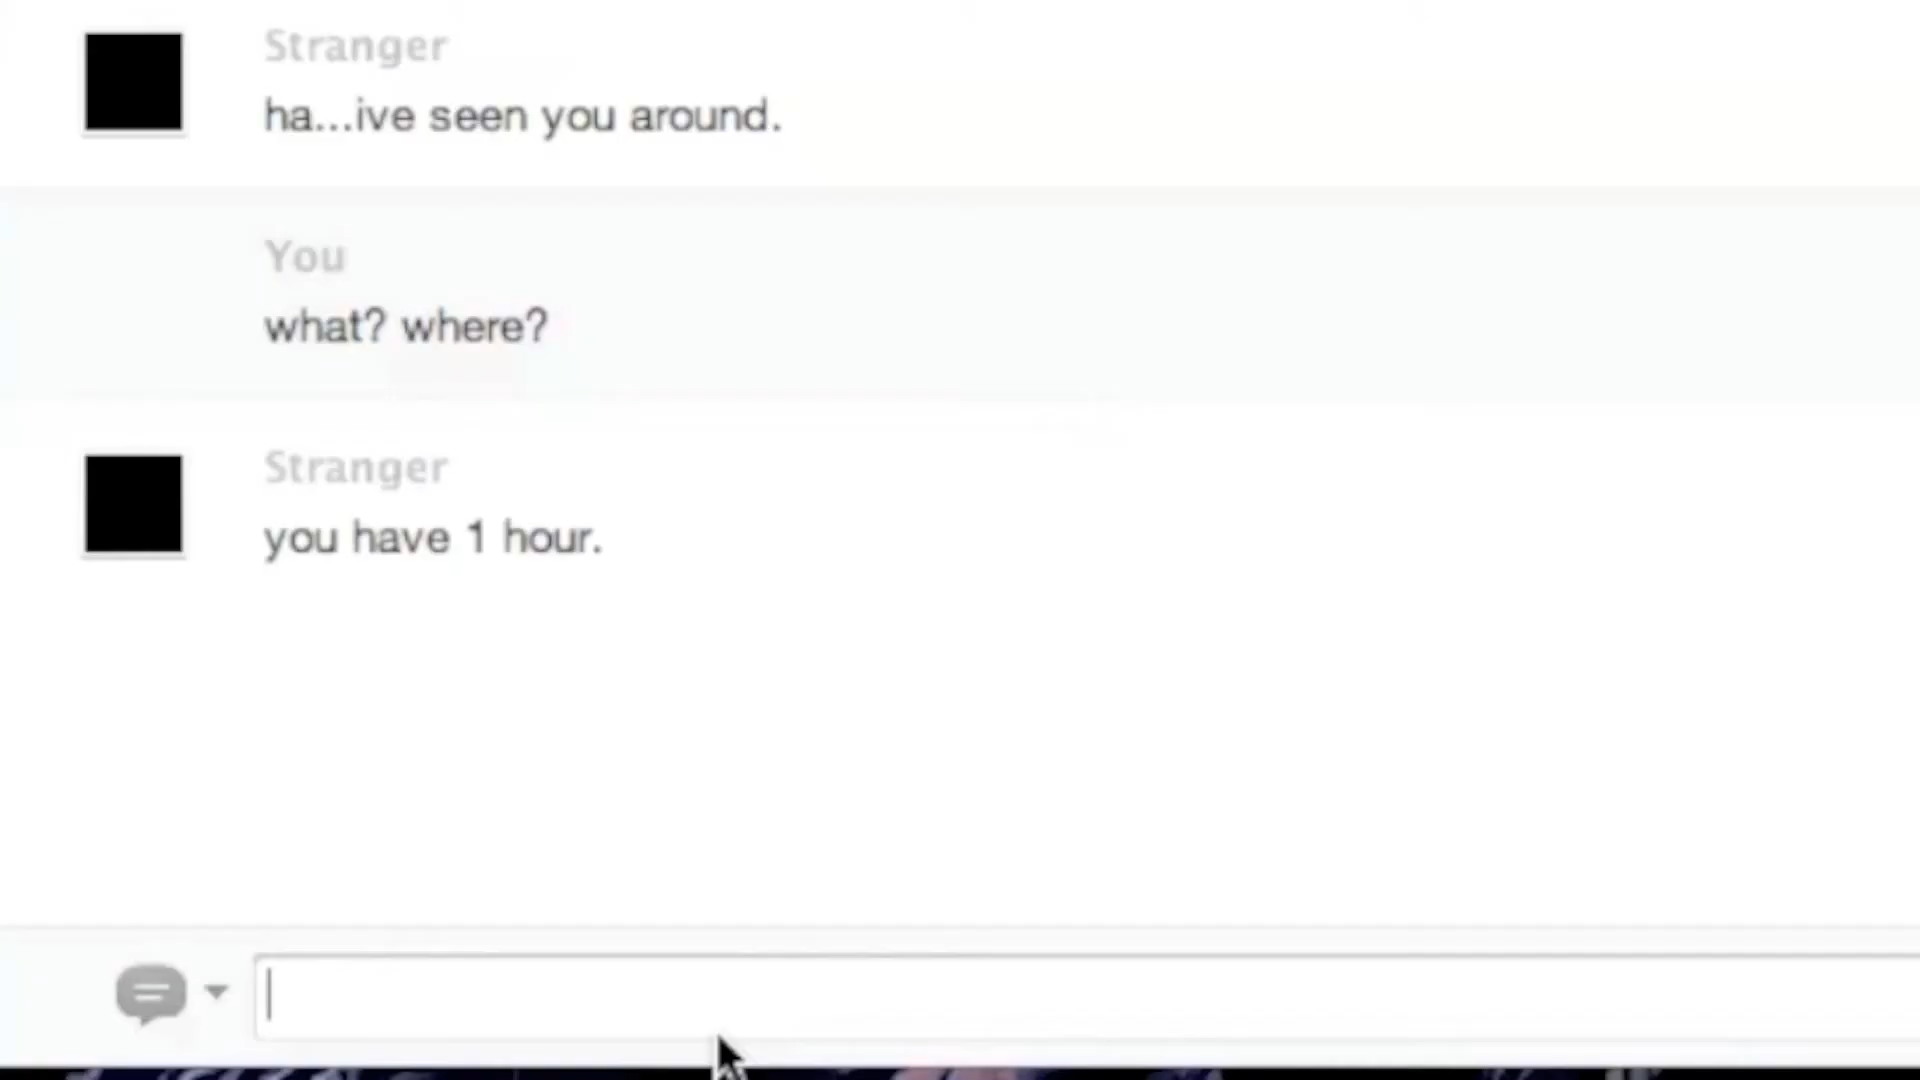 Stranger
ha...ive seen you around.
You
what? where?
Stranger
you have 1 hour.